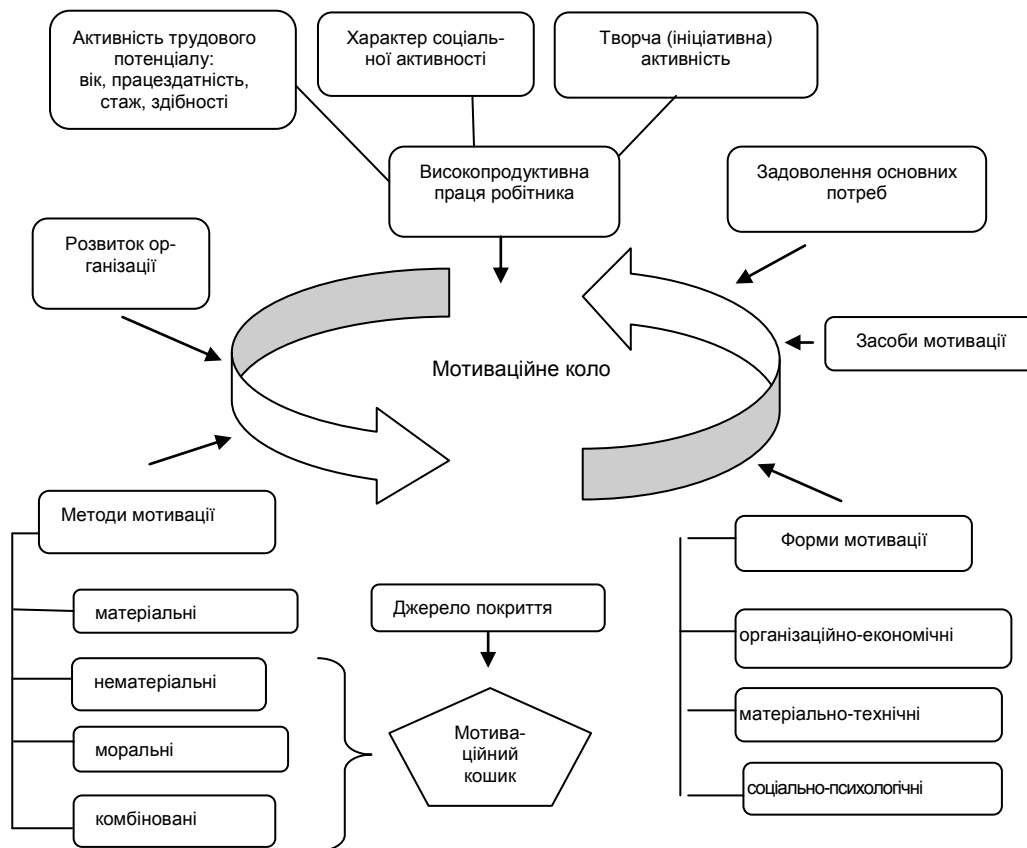 Активність трудового
потенціалу:
вік, працездатність,
стаж, здібності
Характер соціаль-
ної активності
Творча (ініціативна)
активність
Високопродуктивна
праця робітника
Задоволення основних
потреб
Розвиток ор-
ганізації
Засоби мотивації
Мотиваційне коло
Методи мотивації
матеріальні
нематеріальні
моральні
комбіновані
Джерело покриття
Мотива-
ційний
кошик
Форми мотивації
організаційно-економічні
матеріально-технічні
соціально-психологічні